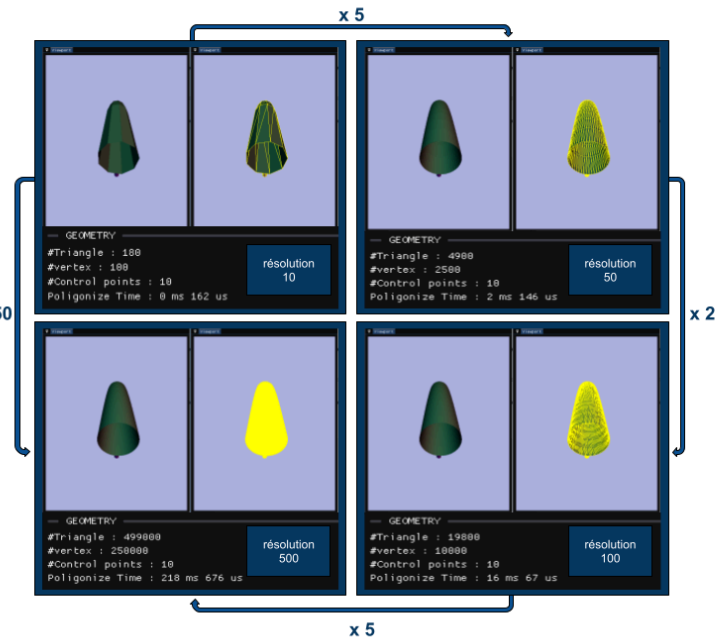 x 5
GEOMETRY
#Triangle : 180
#vertex : 100
#Control points : 10
Poligonize Time : 0 ms 162 us
résolution
10
GEOMETRY
#Triangle : 4900
#vertex : 2500
#Control points : 10
Poligonize Time : 2 ms 146 us
résolution
50
x 2
GEOMETRY
#Triangle : 499000
#vertex : 250000
#Control points : 10
Poligonize Time : 218 ms 676 us
résolution
500
GEOMETRY
#Triangle : 19800
#vertex : 10000
#Control points : 10
Poligonize Time : 16 ms 67 us
résolution
100
x 5